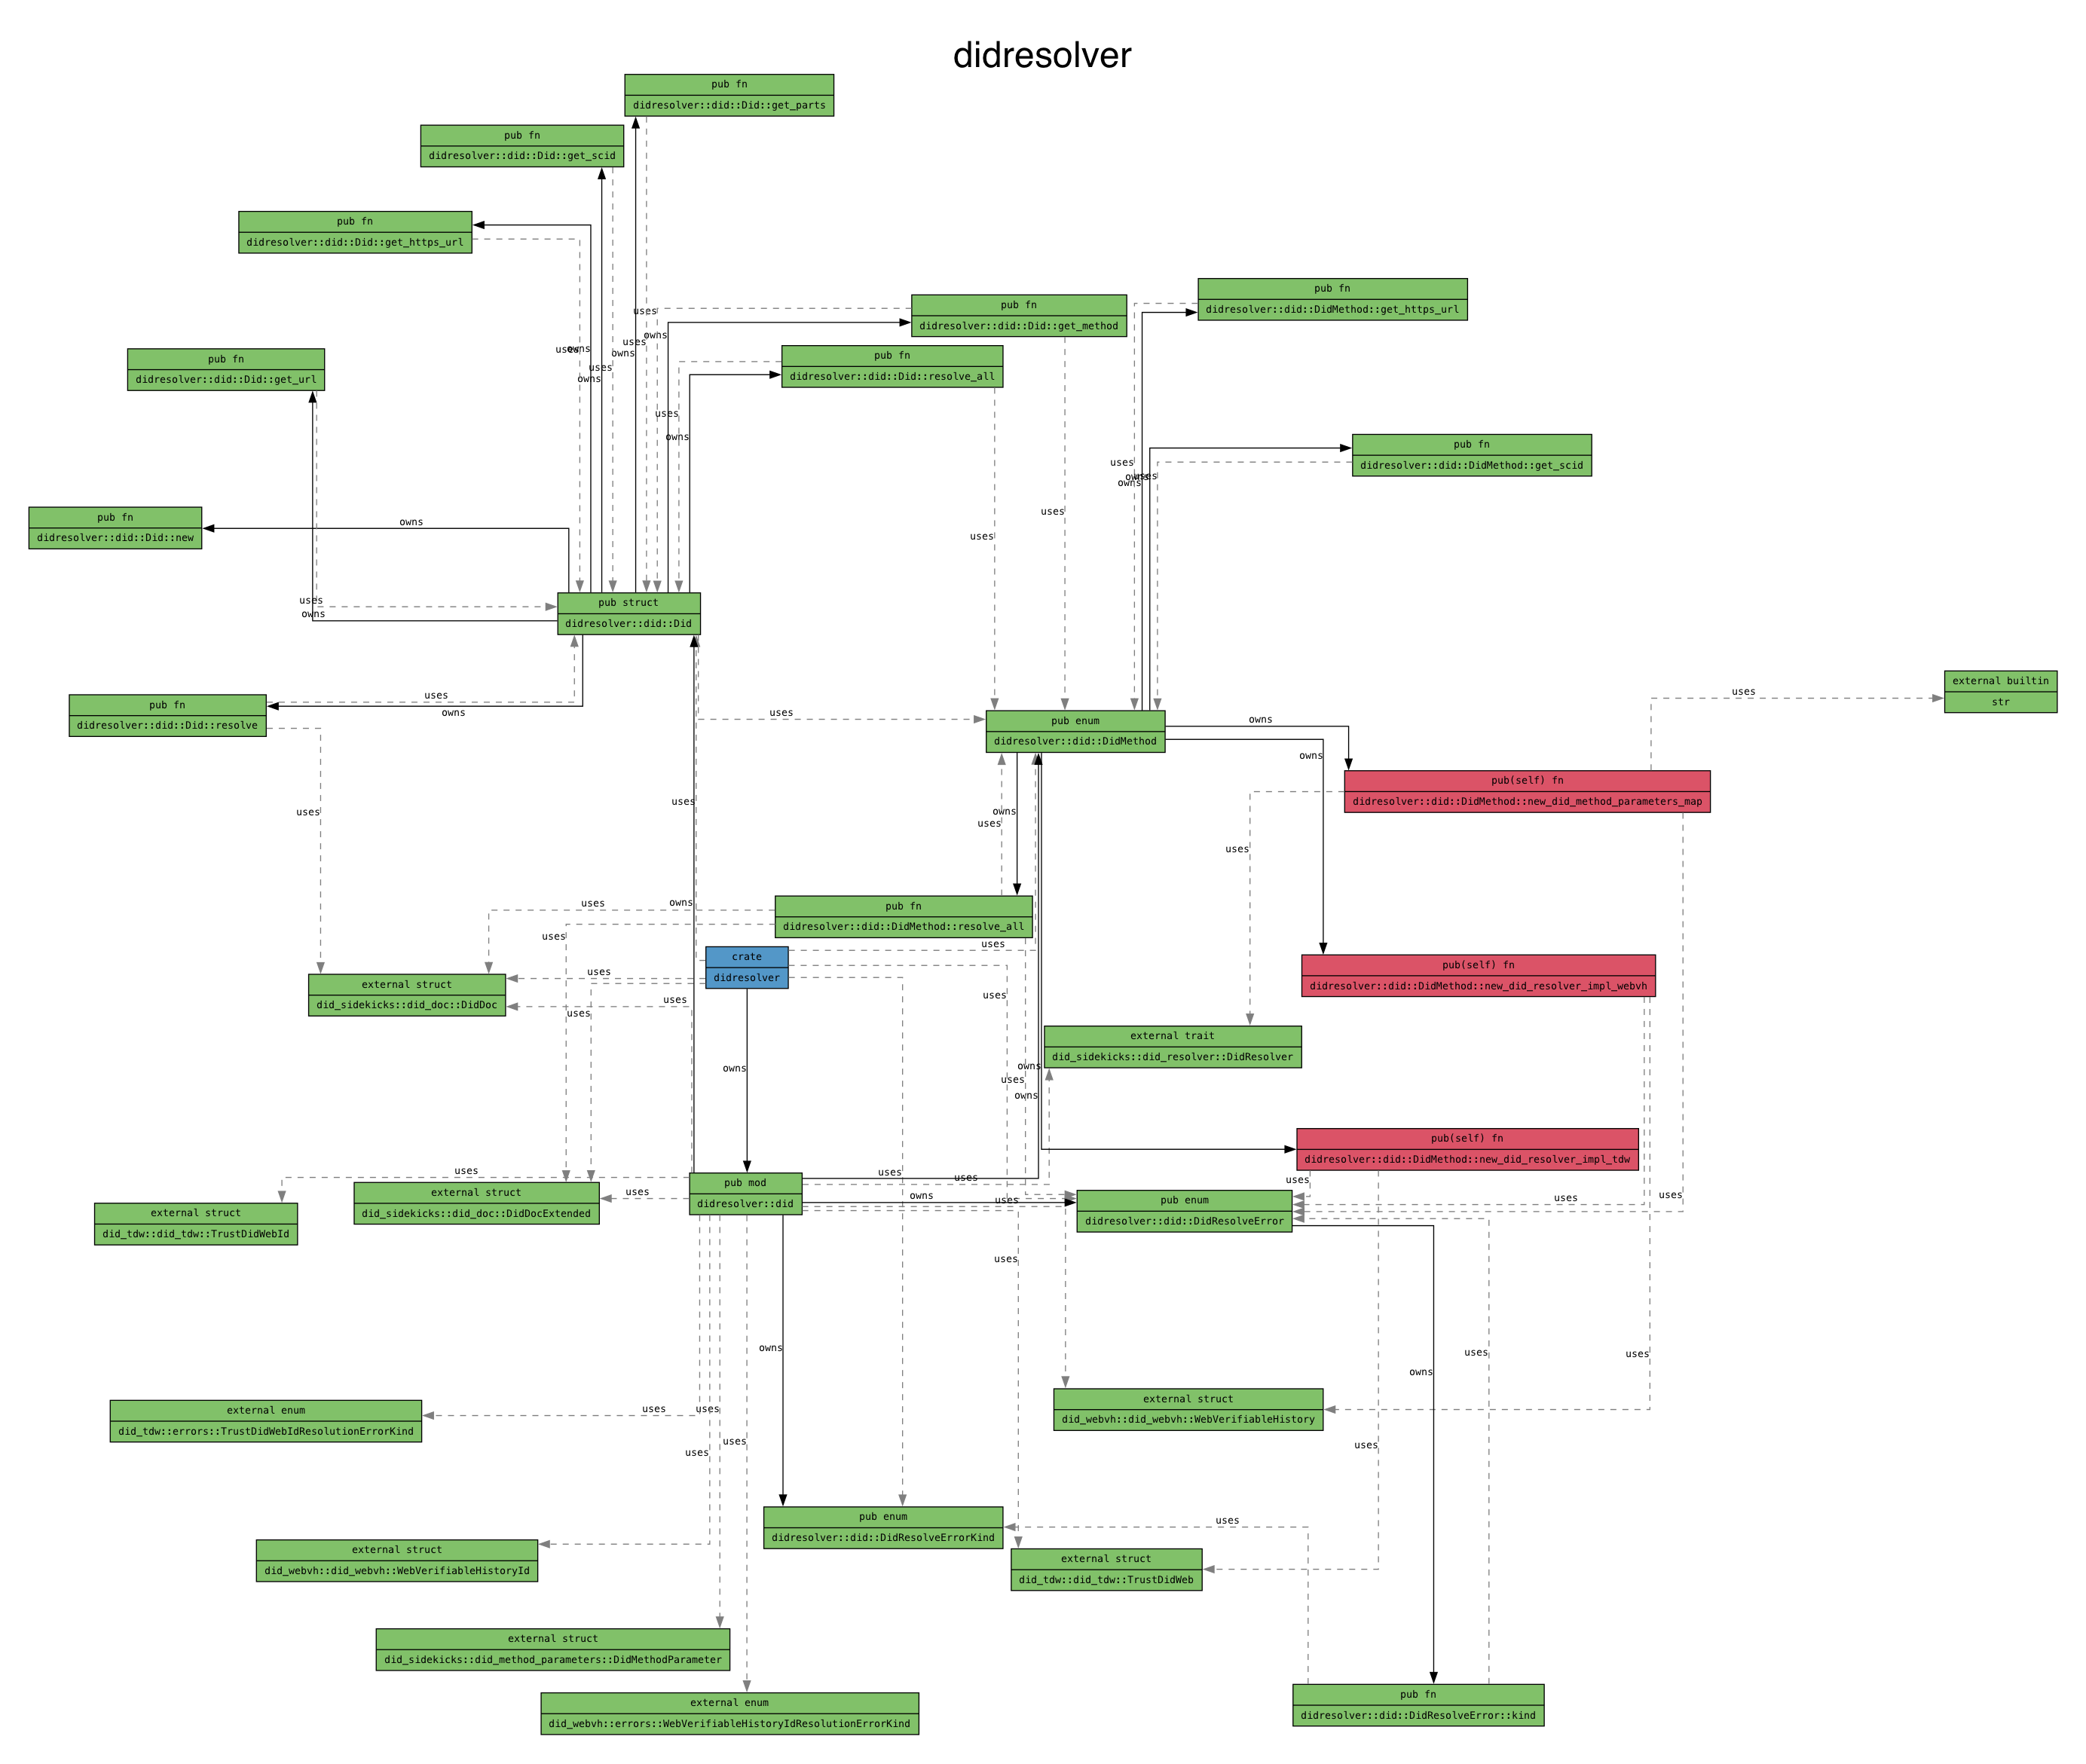 didresolver
pub fn
didresolver::did::Did::get_parts
pub fn
didresolver::did::Did::get_scid
pub fn
didresolver::did::Did::get_https_url
pub fn
didresolver::did::DidMethod::get_https_url
pub fn
didresolver::did::Did::get_method
uses
owns
uses
owns
uses
owns
uses
owns
pub fn
didresolver::did::Did::get_url
pub fn
didresolver::did::Did::resolve_all
uses
owns
pub fn
didresolver::did::DidMethod::get_scid
uses
owns
uses
owns
uses
uses
pub fn
didresolver::did::Did::new
owns
uses
owns
pub struct
didresolver::did::Did
pub fn
didresolver::did::Did::resolve
uses
owns
uses
pub enum
didresolver::did::DidMethod
owns
owns
uses
external builtin
str
pub(self) fn
didresolver::did::DidMethod::new_did_method_parameters_map
uses
uses
owns
uses
uses
pub fn
didresolver::did::DidMethod::resolve_all
uses
owns
uses
uses
crate
didresolver
pub(self) fn
didresolver::did::DidMethod::new_did_resolver_impl_webvh
external struct
did_sidekicks::did_doc::DidDoc
uses
uses
uses
uses
external trait
did_sidekicks::did_resolver::DidResolver
owns
owns
uses
owns
pub(self) fn
didresolver::did::DidMethod::new_did_resolver_impl_tdw
uses
external struct
did_tdw::did_tdw::TrustDidWebId
external struct
did_sidekicks::did_doc::DidDocExtended
uses
pub mod
didresolver::did
uses
uses
owns
uses
pub enum
didresolver::did::DidResolveError
uses
uses
uses
uses
owns
uses
owns
uses
external enum
did_tdw::errors::TrustDidWebIdResolutionErrorKind
uses
uses
uses
uses
external struct
did_webvh::did_webvh::WebVerifiableHistory
uses
pub enum
didresolver::did::DidResolveErrorKind
uses
external struct
did_webvh::did_webvh::WebVerifiableHistoryId
external struct
did_tdw::did_tdw::TrustDidWeb
external struct
did_sidekicks::did_method_parameters::DidMethodParameter
external enum
did_webvh::errors::WebVerifiableHistoryIdResolutionErrorKind
pub fn
didresolver::did::DidResolveError::kind